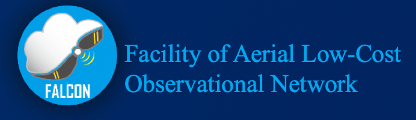 Facility of Aerial Low-Cost
Observational Network
FALCON